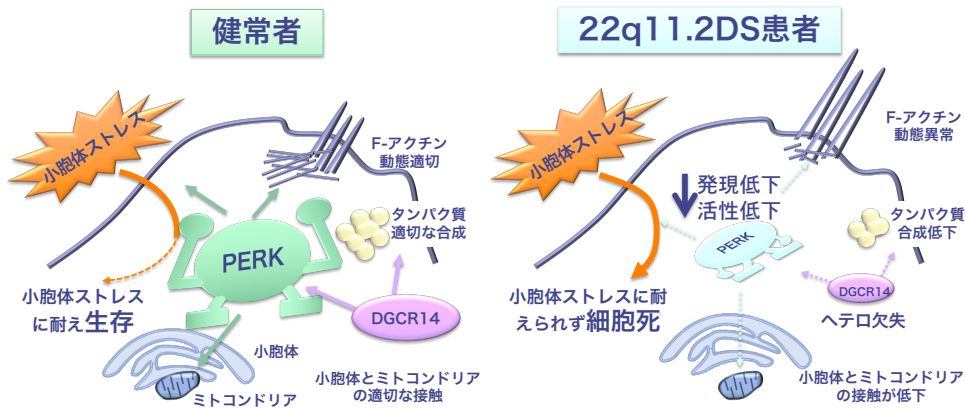 健常者
小胞体ストレス
F-アクチン
動態適切
タンパク質
適切な合成
PERK
小胞体ストレス
に耐え生存
DGCR14
小胞体
ミトコンドリア
小胞体とミトコンドリア
の適切な接触
22q11.2DS患者
小胞体ストレス
F-アクチン
動態異常
発現低下
活性低下
タンパク質
合成低下
PERK
小胞体ストレスに耐
えられず細胞死
DGCR14
ヘテロ欠失
小胞体とミトコンドリア
の接触が低下